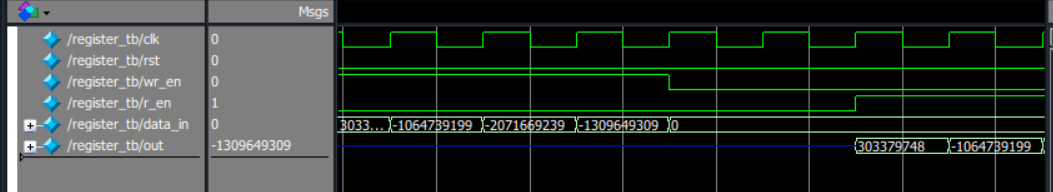 Msgs
/register_tb/clk 0
/register_tb/rst 0
/register_tb/wr_en 0
/register_tb/r_en 1
/register_tb/data_in 0 3033... -1064739199 -2071669239 -1309649309 0
/register_tb/out -1309649309 303379748 -1064739199